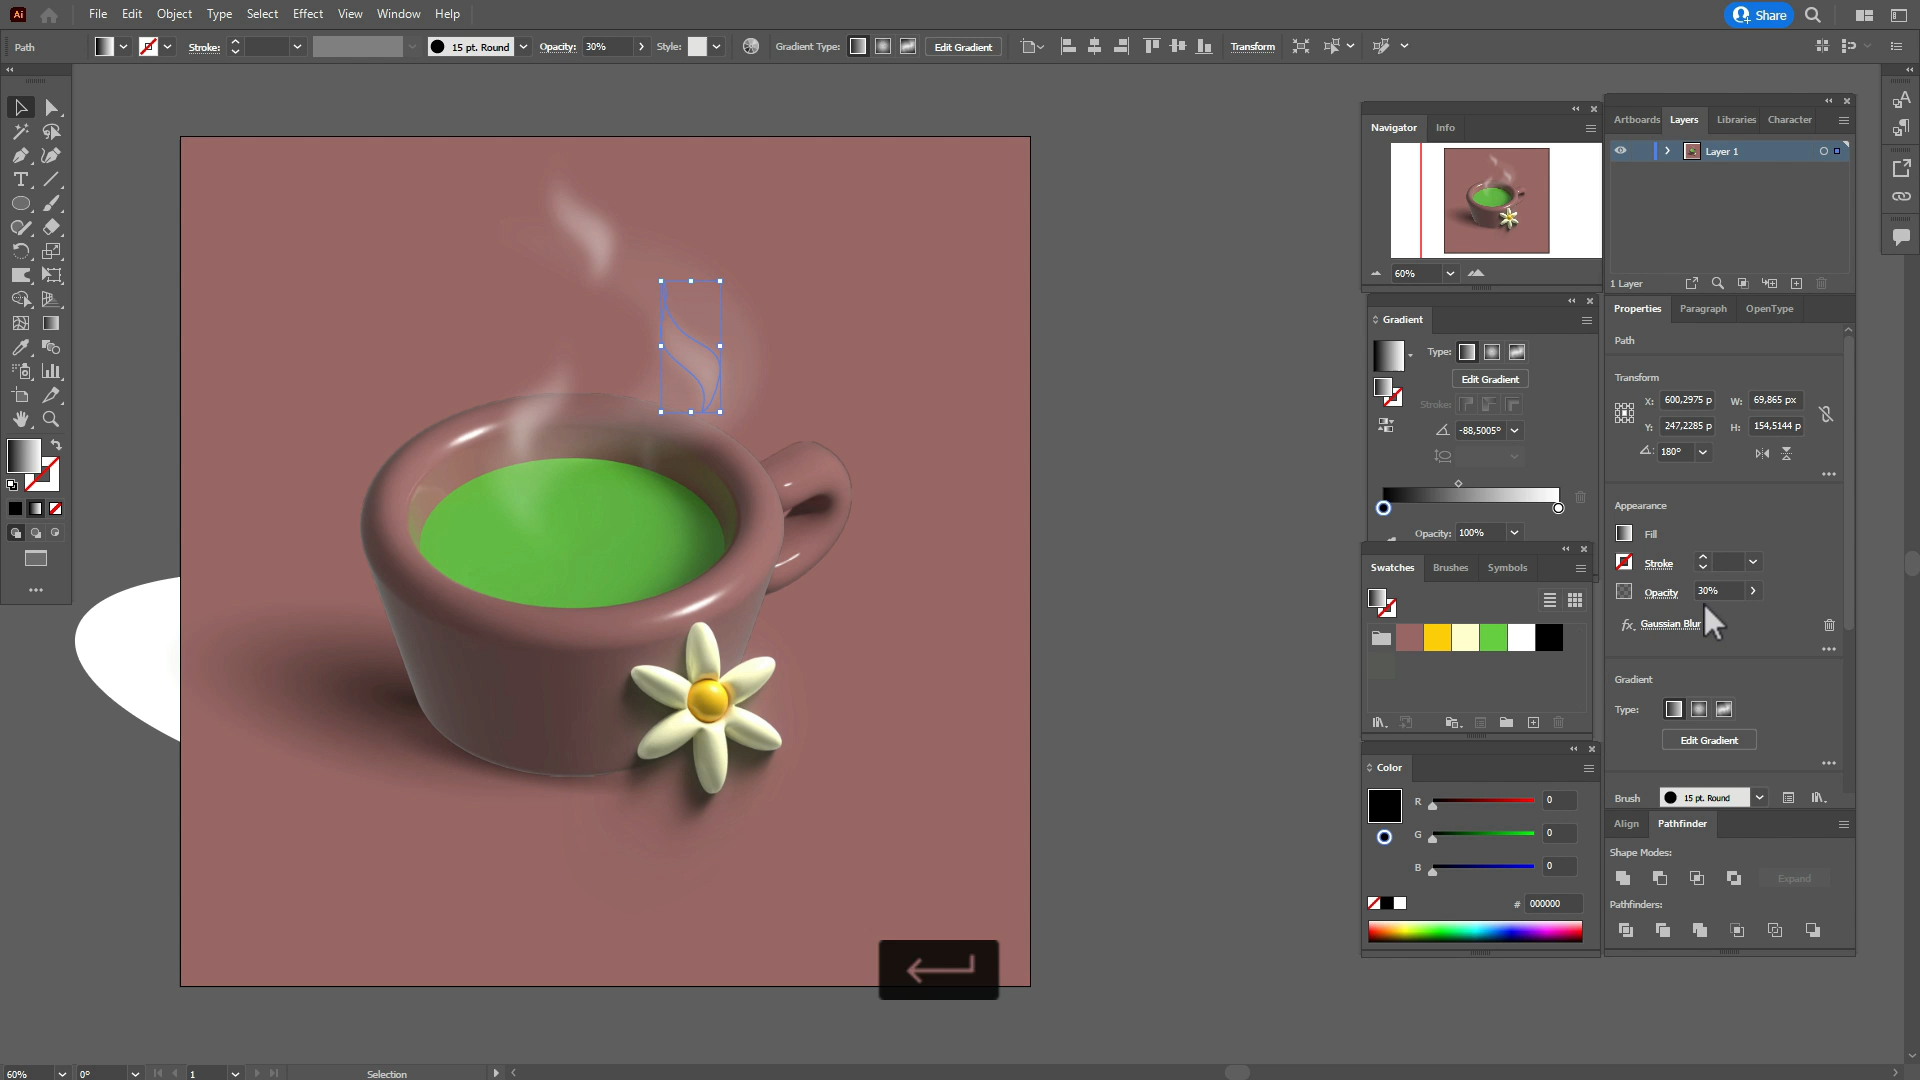 Ai
File Edit Object Type Select Effect View Window Help
Share
Path
Stroke:
15 pt. Round
Opacity: 30%
Style:
Gradient Type:
Edit Gradient
Transform
Navigator Info
60%
Artboards Layers Libraries Character
Layer 1
1 Layer
Gradient
Type:
Edit Gradient
Stroke:
-88,5005°
Opacity: 100%
Properties Paragraph OpenType
Path
Transform
X: 600,2975 p W: 69,865 px
Y: 247,2285 p H: 154,5144 p
180°
Appearance
Fill
Stroke
Opacity 30%
fx. Gaussian Blur
Gradient
Type:
Edit Gradient
Brush 15 pt. Round
Swatches Brushes Symbols
Color
R 0
G 0
B 0
# 000000
Align Pathfinder
Shape Modes:
Expand
Pathfinders:
60% 0° 1 Selection